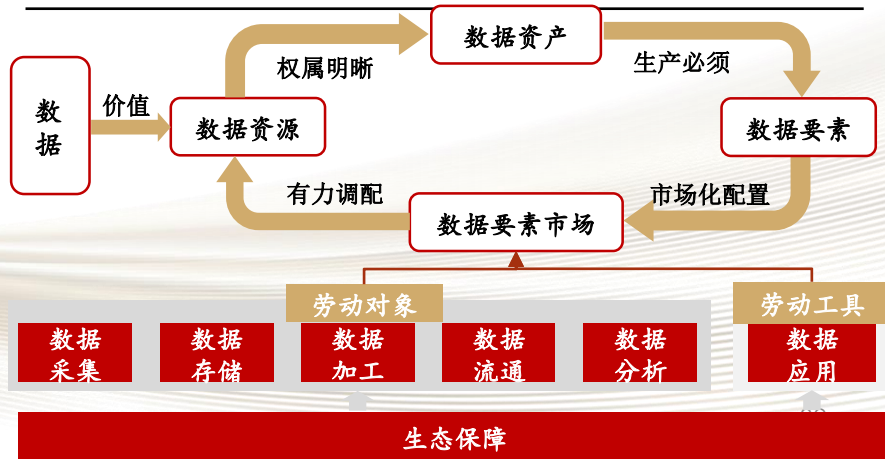 数据资产
权属明晰
生产必须
数
据
价值
数据资源
数据要素
有力调配
市场化配置
数据要素市场
劳动对象
劳动工具
数据
采集
数据
存储
数据
加工
数据
流通
数据
分析
数据
应用
生态保障